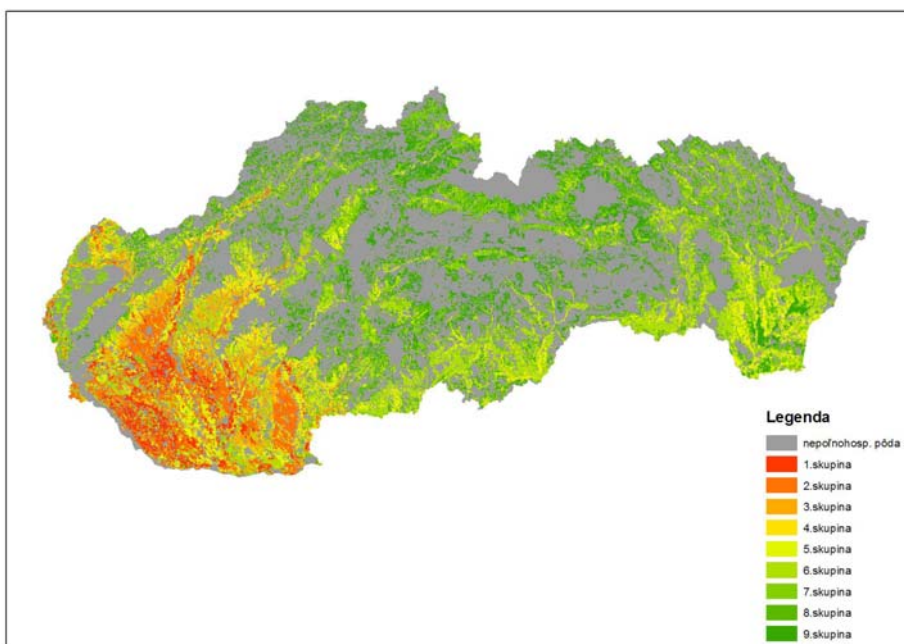 Legenda
nepoľnohosp. pôda
1.skupina
2.skupina
3.skupina
4.skupina
5.skupina
6.skupina
7.skupina
8.skupina
9.skupina